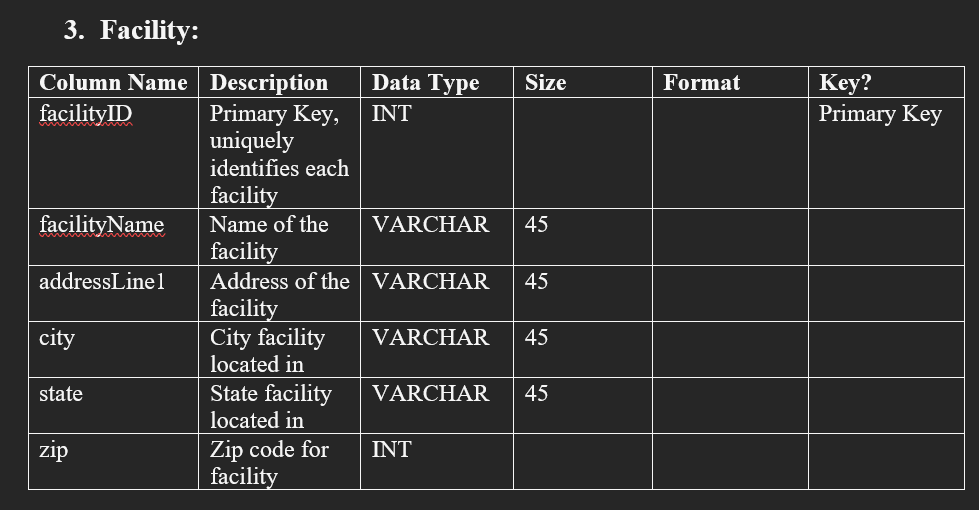 3. Facility:
Column Name Description Data Type Size Format Key?
facilityID Primary Key, INT Primary Key
uniquely
identifies each
facility
facilityName Name of the VARCHAR 45
facility
addressLine1 Address of the VARCHAR 45
facility
city City facility VARCHAR 45
located in
state State facility VARCHAR 45
located in
zip Zip code for INT
facility